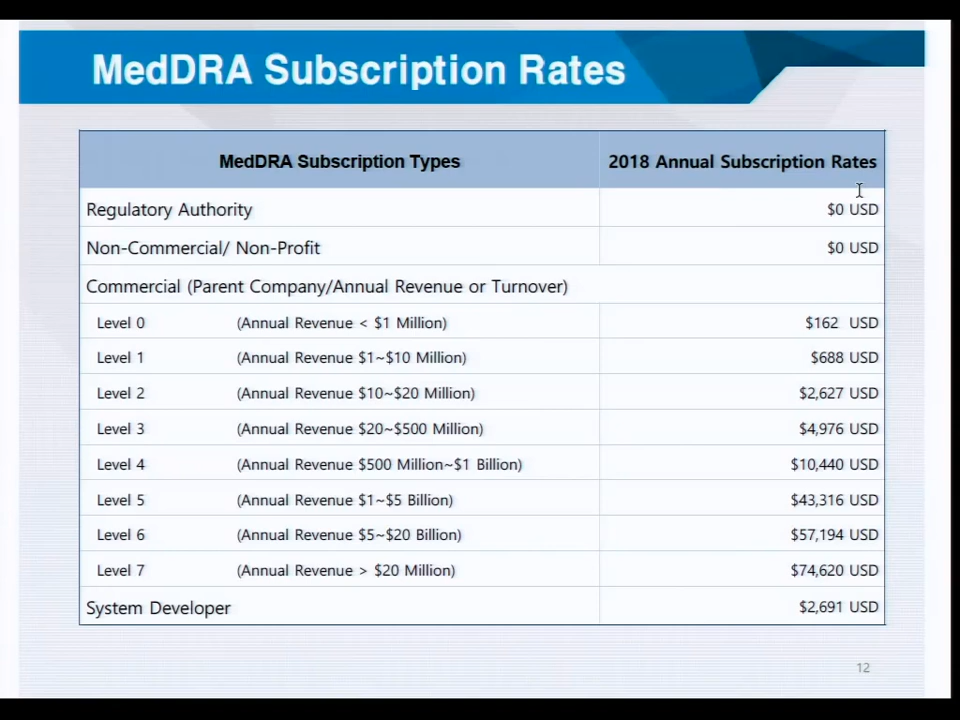 MedDRA Subscription Rates
MedDRA Subscription Types 2018 Annual Subscription Rates
Regulatory Authority $0 USD
Non-Commercial/ Non-Profit $0 USD
Commercial (Parent Company/Annual Revenue or Turnover)
Level 0 (Annual Revenue < $1 Million) $162 USD
Level 1 (Annual Revenue $1~$10 Million) $688 USD
Level 2 (Annual Revenue $10~$20 Million) $2,627 USD
Level 3 (Annual Revenue $20~$500 Million) $4,976 USD
Level 4 (Annual Revenue $500 Million~$1 Billion) $10,440 USD
Level 5 (Annual Revenue $1~$5 Billion) $43,316 USD
Level 6 (Annual Revenue $5~$20 Billion) $57,194 USD
Level 7 (Annual Revenue > $20 Million) $74,620 USD
System Developer $2,691 USD
12